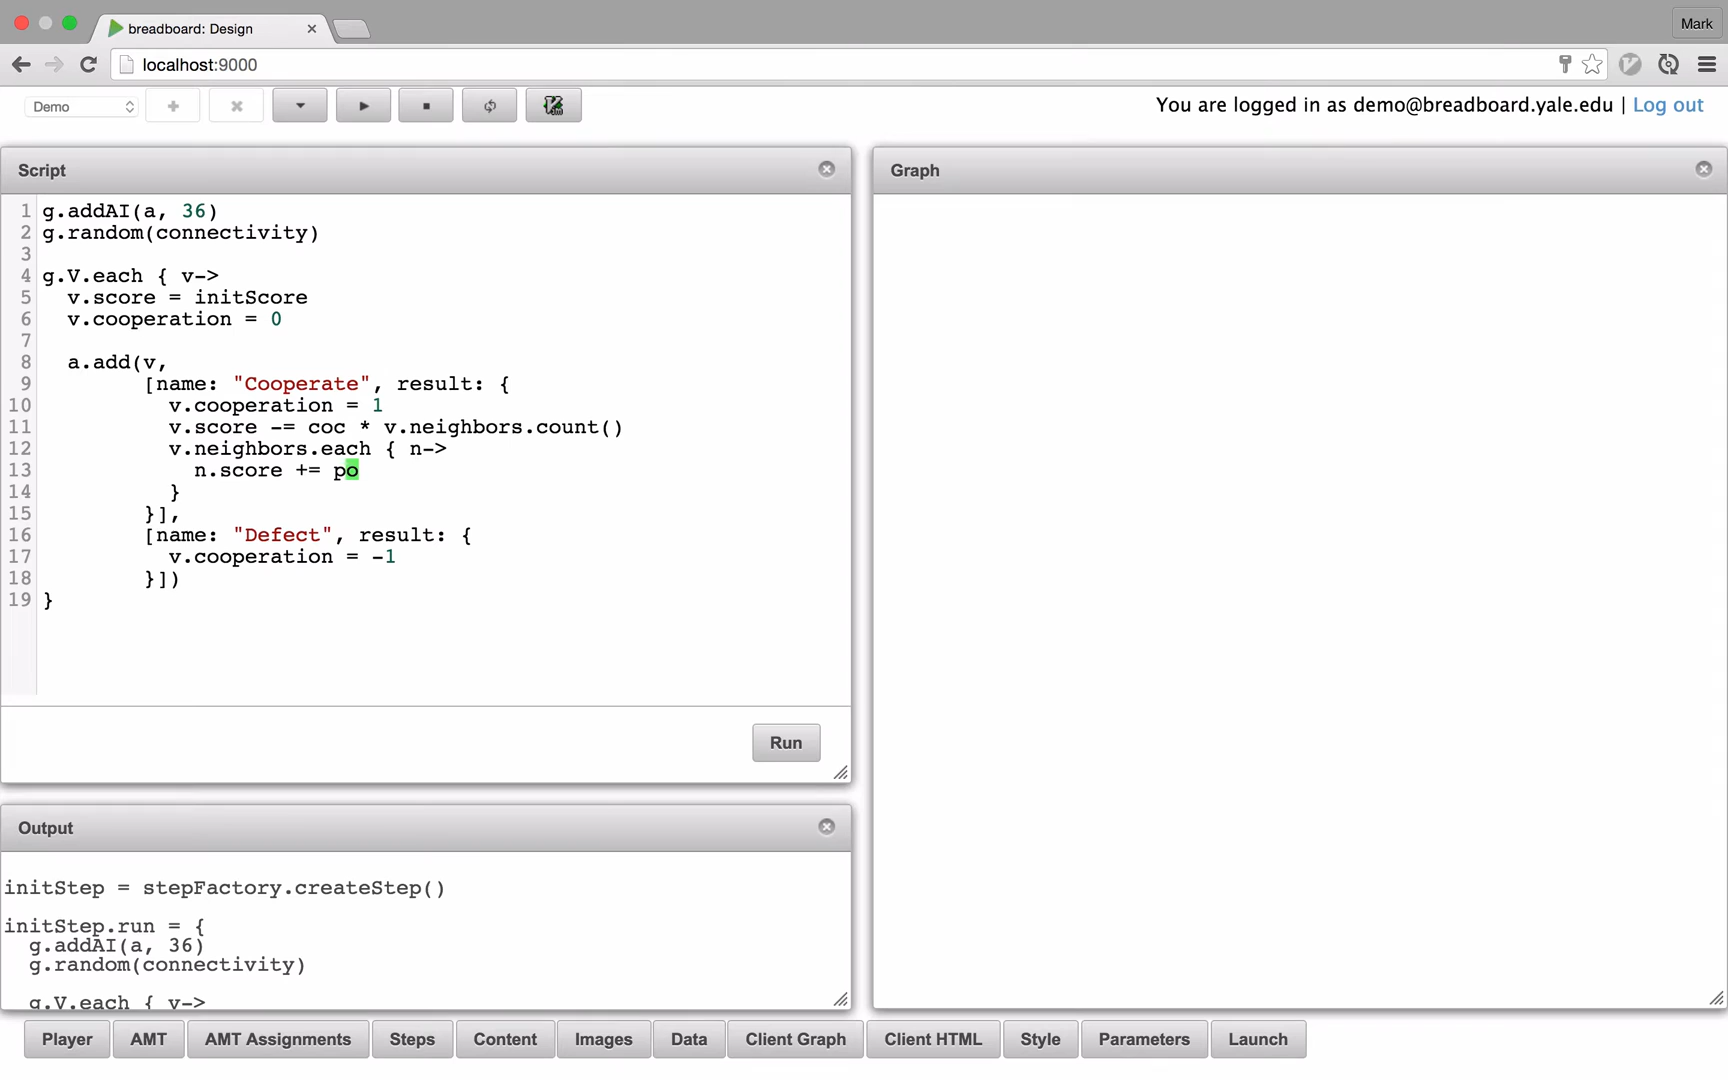 breadboard: Design
Mark
localhost:9000
Demo
You are logged in as demo@breadboard.yale.edu | Log out
Script
1 g.addAI(a, 36)
2 g.random(connectivity)
3
4 g.V.each { v->
5   v.score = initScore
6   v.cooperation = 0
7
8   a.add(v,
9         [name: "Cooperate", result: {
10           v.cooperation = 1
11           v.score -= coc * v.neighbors.count()
12           v.neighbors.each { n->
13             n.score += po
14           }
15         }],
16         [name: "Defect", result: {
17           v.cooperation = -1
18         }])
19 }
Run
Graph
Output
initStep = stepFactory.createStep()
initStep.run = {
  g.addAI(a, 36)
  g.random(connectivity)
  g.V.each { v->
Player AMT AMT Assignments Steps Content Images Data Client Graph Client HTML Style Parameters Launch